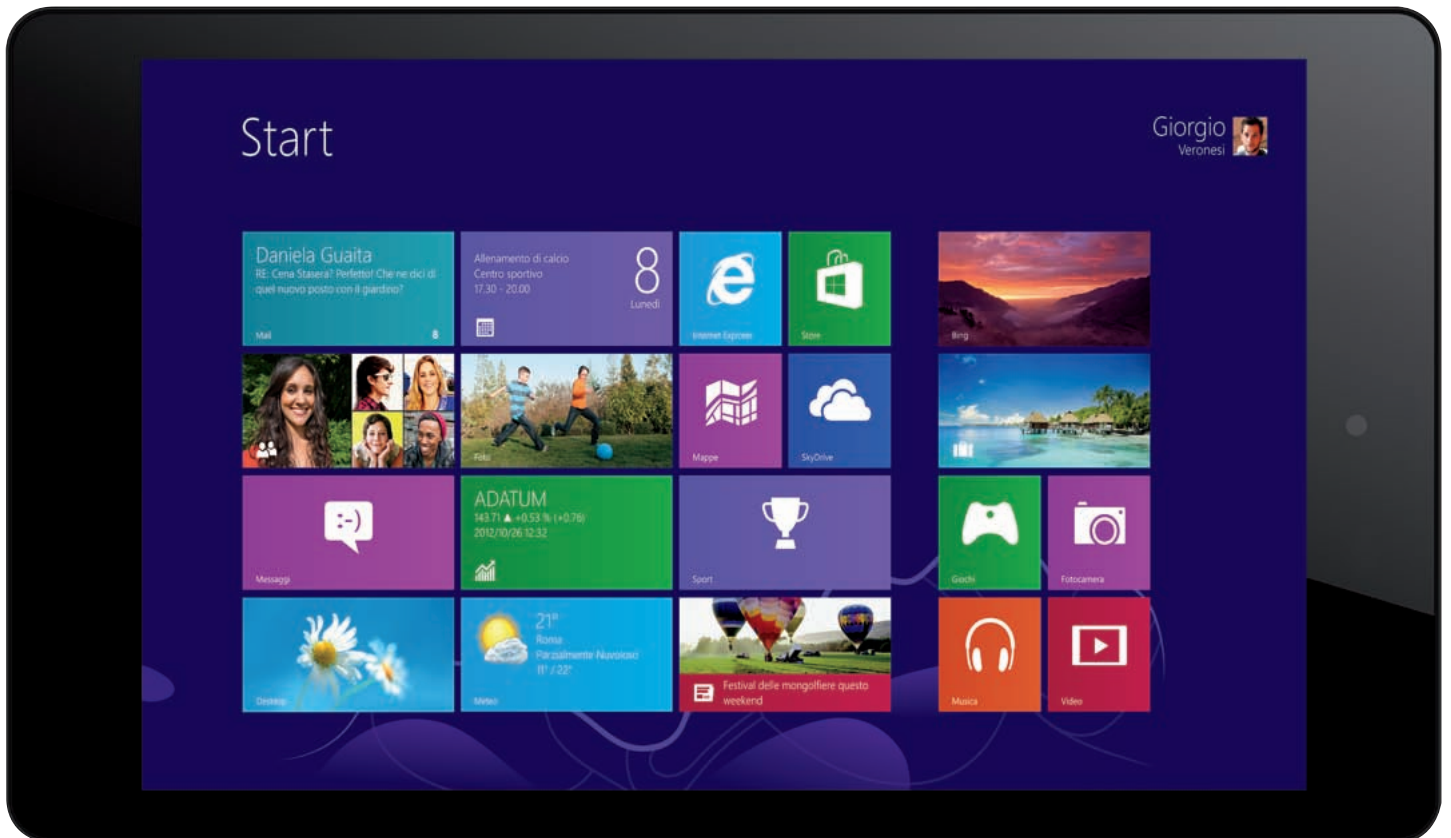 Start
Giorgio
Veronesi
Daniela Guaita
RE: Cena Stasera? Perfetto! Che ne dici di
quel nuovo posto con il giardizio?
Mail
8
Allenamento di calcio
Centro sportivo
17.30 - 20.00
8
Lunedì
Internet Explorer
Store
Bing
Foto
Mappe
SkyDrive
:-)
Messaggi
ADATUM
143.71 ▲ +0.53 % (+0.76)
2012/10/26 12:32
Sport
Giochi
Fotocamera
Desktop
21°
Roma
Parzialmente Nuvoloso
11° / 22°
Meteo
Festival delle mongolfiere questo
weekend
Musica
Video